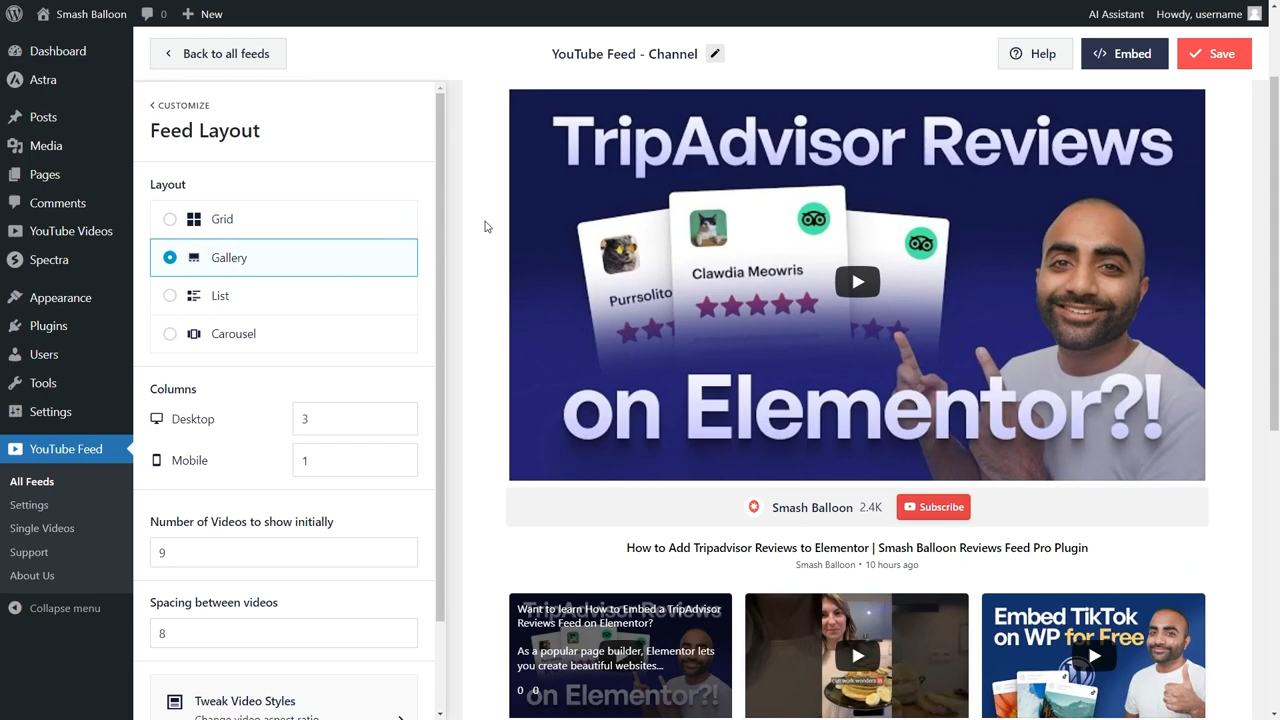 Smash Balloon
0
New
AI Assistant
Howdy, username
Dashboard
Astra
Posts
Media
Pages
Comments
YouTube Videos
Spectra
Appearance
Plugins
Users
Tools
Settings
YouTube Feed
All Feeds
Settings
Single Videos
Support
About Us
Collapse menu
Back to all feeds
YouTube Feed - Channel
Help
Embed
Save
CUSTOMIZE
Feed Layout
Layout
Grid
Gallery
List
Carousel
Columns
Desktop
3
Mobile
1
Number of Videos to show initially
9
Spacing between videos
8
Tweak Video Styles
Change video aspect ratio
TripAdvisor Reviews
Clawdia Meowris
Purrsolito
on Elementor?!
Smash Balloon 2.4K
Subscribe
How to Add Tripadvisor Reviews to Elementor | Smash Balloon Reviews Feed Pro Plugin
Smash Balloon • 10 hours ago
Want to learn How to Embed a TripAdvisor
Reviews Feed on Elementor?
As a popular page builder, Elementor lets
you create beautiful websites...
0 0
on Elementor?!
Embed TikTok
on WP for Free